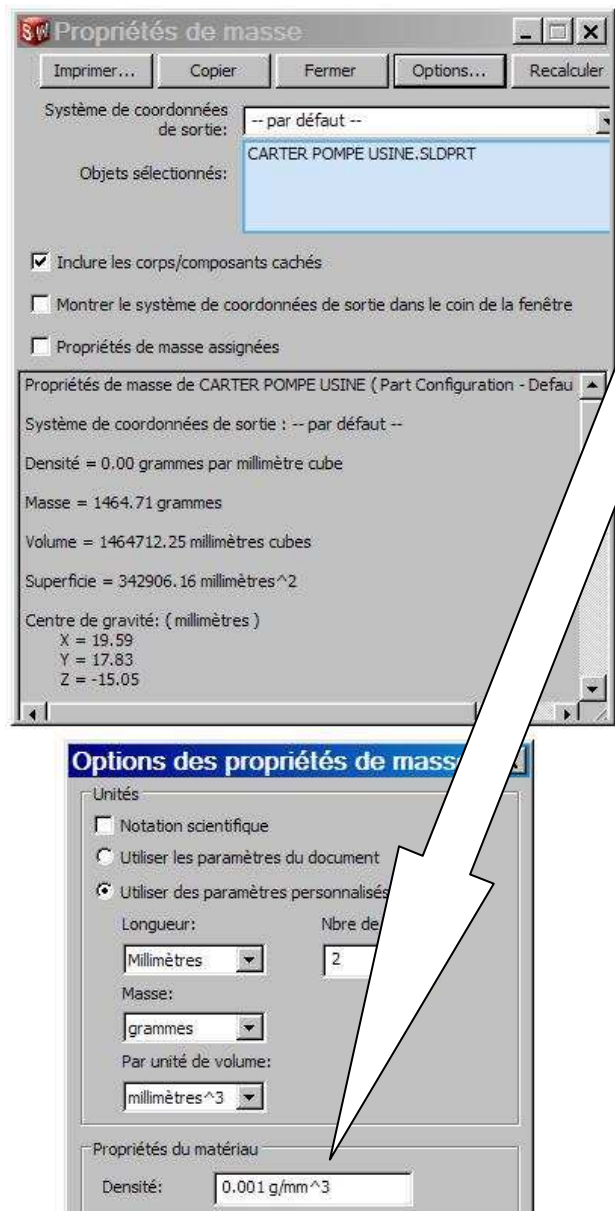 Propriétés de masse
Imprimer... Copier Fermer Options... Recalculer
Système de coordonnées
de sortie: -- par défaut --
Objets sélectionnés: CARTER POMPE USINE.SLDPRT
Inclure les corps/composants cachés
Montrer le système de coordonnées de sortie dans le coin de la fenêtre
Propriétés de masse assignées
Propriétés de masse de CARTER POMPE USINE ( Part Configuration - Defau
Système de coordonnées de sortie : -- par défaut --
Densité = 0.00 grammes par millimètre cube
Masse = 1464.71 grammes
Volume = 1464712.25 millimètres cubes
Superficie = 342906.16 millimètres^2
Centre de gravité: ( millimètres )
X = 19.59
Y = 17.83
Z = -15.05
Options des propriétés de masse
Unités
Notation scientifique
Utiliser les paramètres du document
Utiliser des paramètres personnalisés
Longueur: Nbre de
Millimètres 2
Masse:
grammes
Par unité de volume:
millimètres^3
Propriétés du matériau
Densité: 0.001 g/mm^3